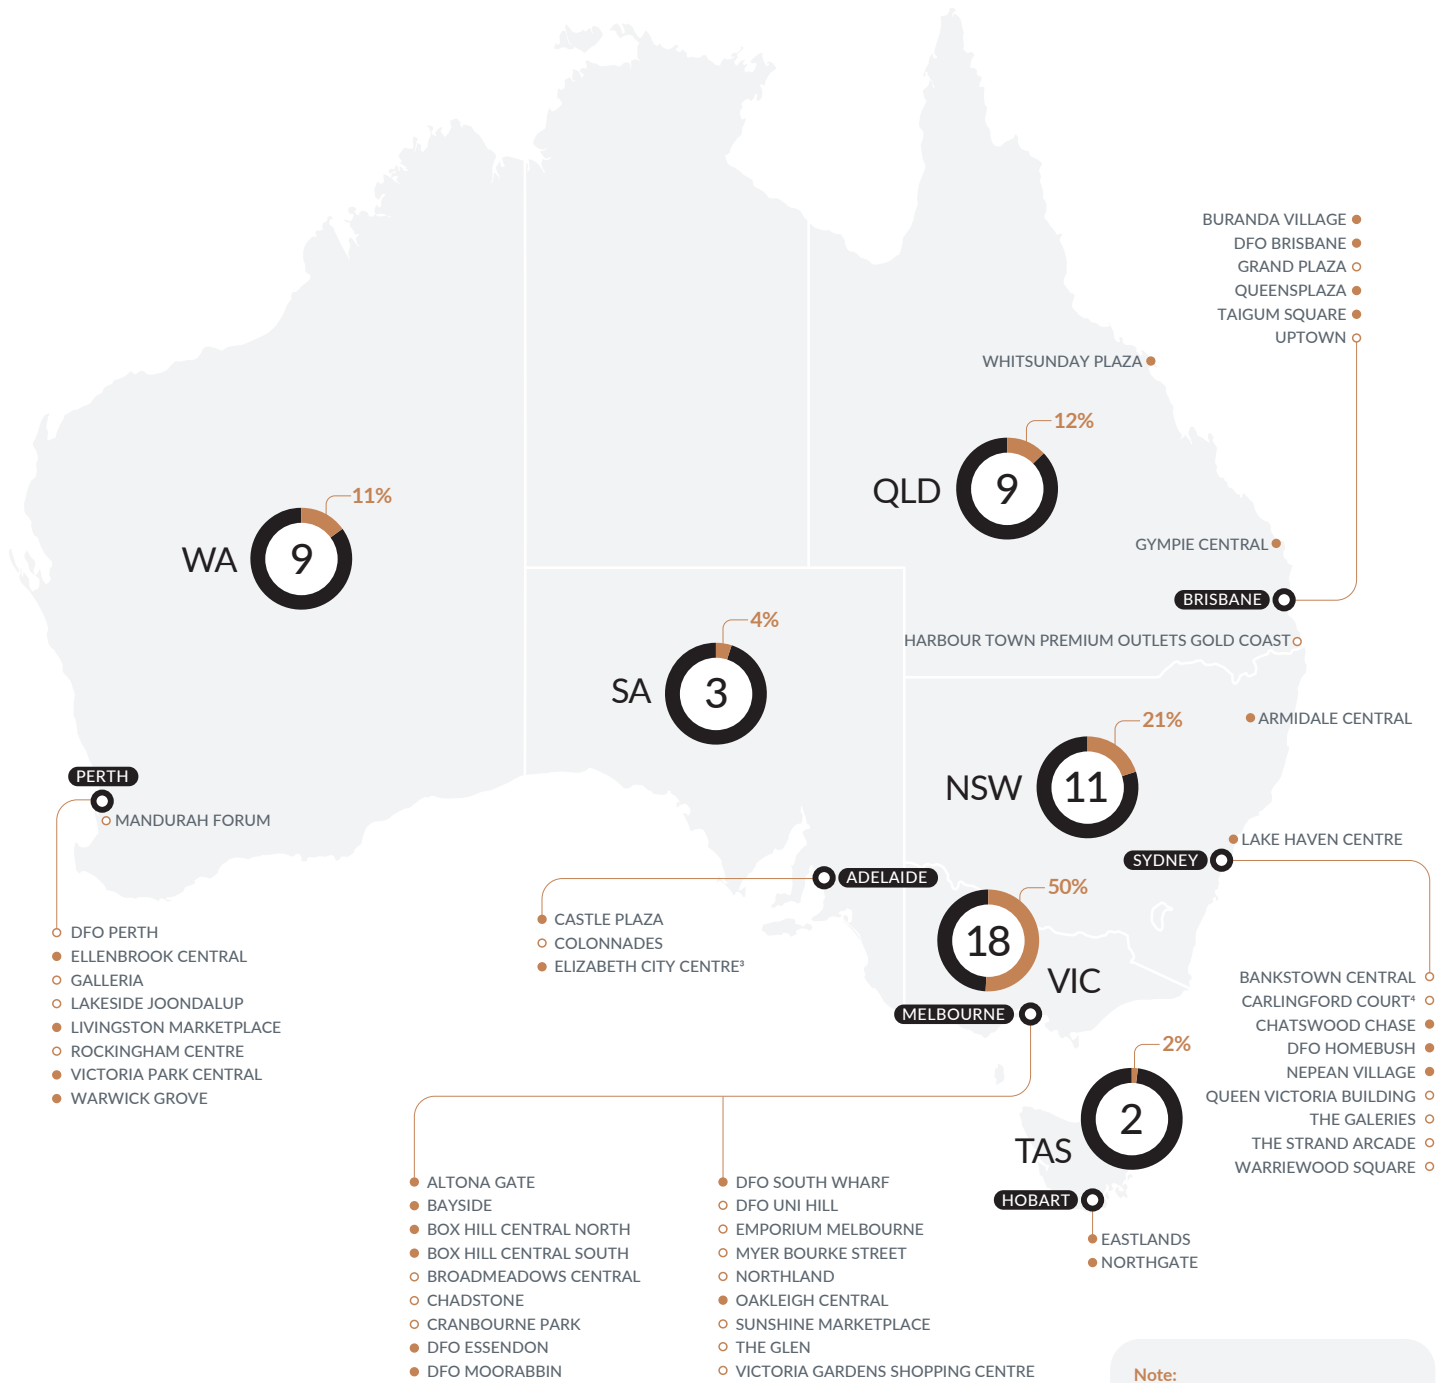 BURANDA VILLAGE
DFO BRISBANE
GRAND PLAZA
QUEENSPLAZA
TAIGUM SQUARE
UPTOWN
WHITSUNDAY PLAZA
12%
QLD
9
11%
WA
9
GYMPIE CENTRAL
BRISBANE
HARBOUR TOWN PREMIUM OUTLETS GOLD COAST
4%
SA
3
21%
ARMIDALE CENTRAL
NSW
11
PERTH
MANDURAH FORUM
LAKE HAVEN CENTRE
SYDNEY
ADELAIDE
50%
18
VIC
MELBOURNE
CASTLE PLAZA
COLONNADES
ELIZABETH CITY CENTRE³
DFO PERTH
ELLENBROOK CENTRAL
GALLERIA
LAKESIDE JOONDALUP
LIVINGSTON MARKETPLACE
ROCKINGHAM CENTRE
VICTORIA PARK CENTRAL
WARWICK GROVE
BANKSTOWN CENTRAL
CARLINGFORD COURT⁴
CHATSWOOD CHASE
DFO HOMEBUSH
NEPEAN VILLAGE
QUEEN VICTORIA BUILDING
THE GALERIES
THE STRAND ARCADE
WARRIEWOOD SQUARE
2%
2
TAS
HOBART
EASTLANDS
NORTHGATE
ALTONA GATE
BAYSIDE
BOX HILL CENTRAL NORTH
BOX HILL CENTRAL SOUTH
BROADMEADOWS CENTRAL
CHADSTONE
CRANBOURNE PARK
DFO ESSENDON
DFO MOORABBIN
DFO SOUTH WHARF
DFO UNI HILL
EMPORIUM MELBOURNE
MYER BOURKE STREET
NORTHLAND
OAKLEIGH CENTRAL
SUNSHINE MARKETPLACE
THE GLEN
VICTORIA GARDENS SHOPPING CENTRE
Note: